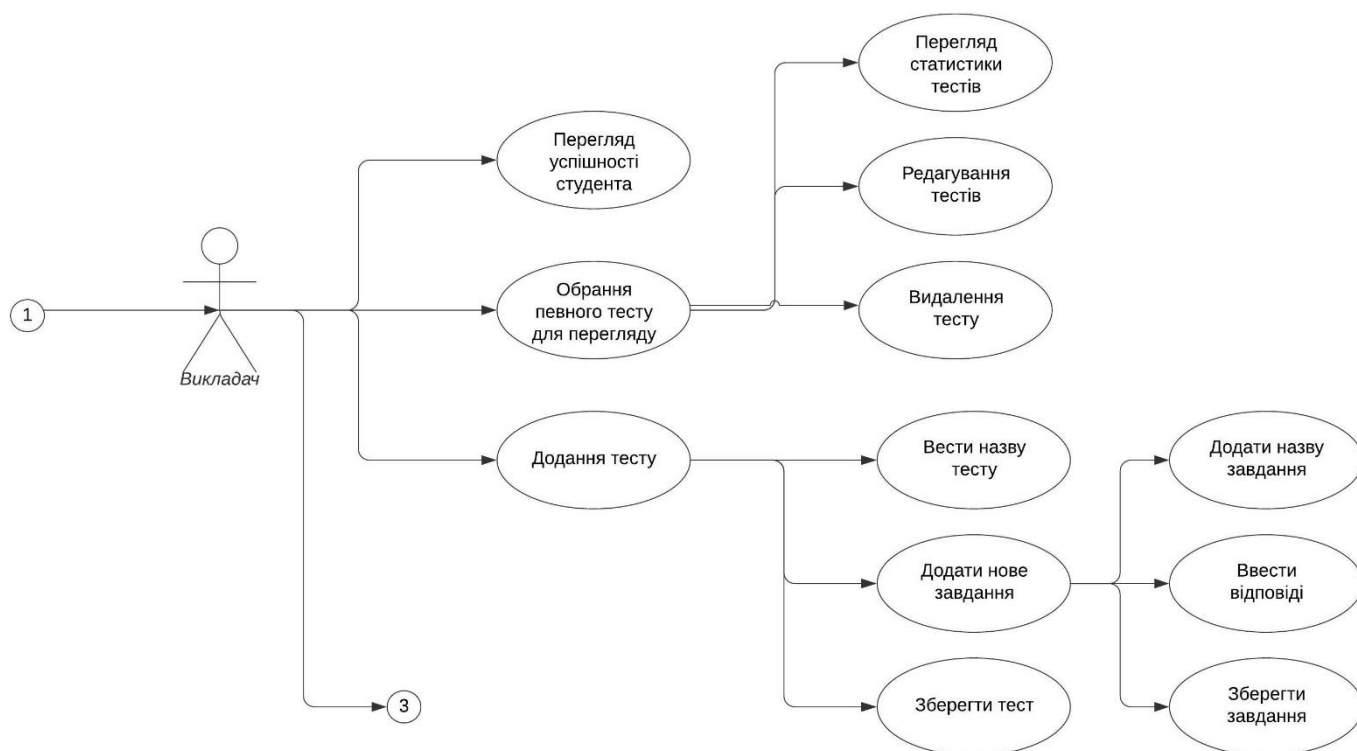 Перегляд
статистики
тестів
Перегляд
успішності
студента
Редагування
тестів
1
Викладач
Обрання
певного тесту
для перегляду
Видалення
тесту
Додання тесту
Вести назву
тесту
Додати назву
завдання
Додати нове
завдання
Ввести
відповіді
3
Зберегти тест
Зберегти
завдання